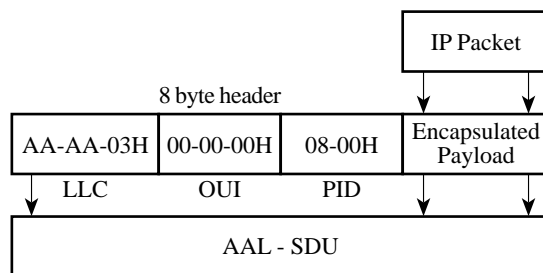 IP Packet
8 byte header
AA-AA-03H 00-00-00H 08-00H Encapsulated
Payload
LLC OUI PID
AAL - SDU